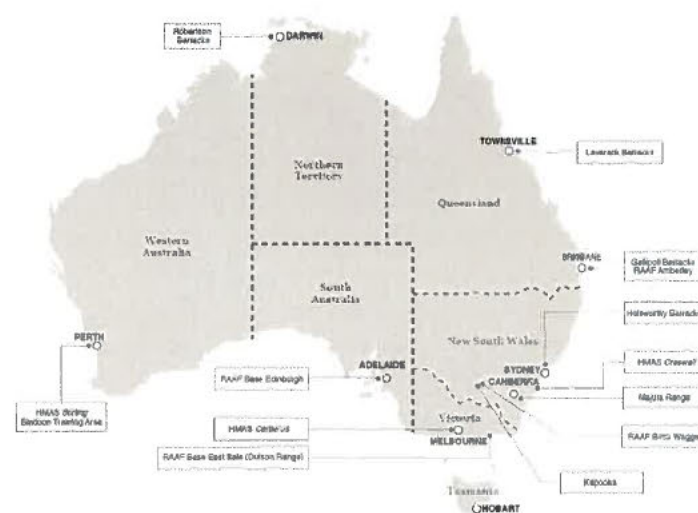 Robertson
Barracks
DARWIN
TOWNSVILLE
Lavarack Barracks
Northern
Territory
Queensland
Western
Australia
BRISBANE
Gallipoli Barracks
RAAF Amberley
South
Australia
Holsworthy Barracks
New South Wales
PERTH
SYDNEY
HMAS Creswell
ADELAIDE
RAAF Base Edinburgh
CANBERRA
Majura Range
HMAS Stirling
Bindoon Training Area
HMAS Cerberus
Victoria
RAAF Base Wagga
MELBOURNE
RAAF Base East Sale (Dutson Range)
Kapooka
Tasmania
HOBART